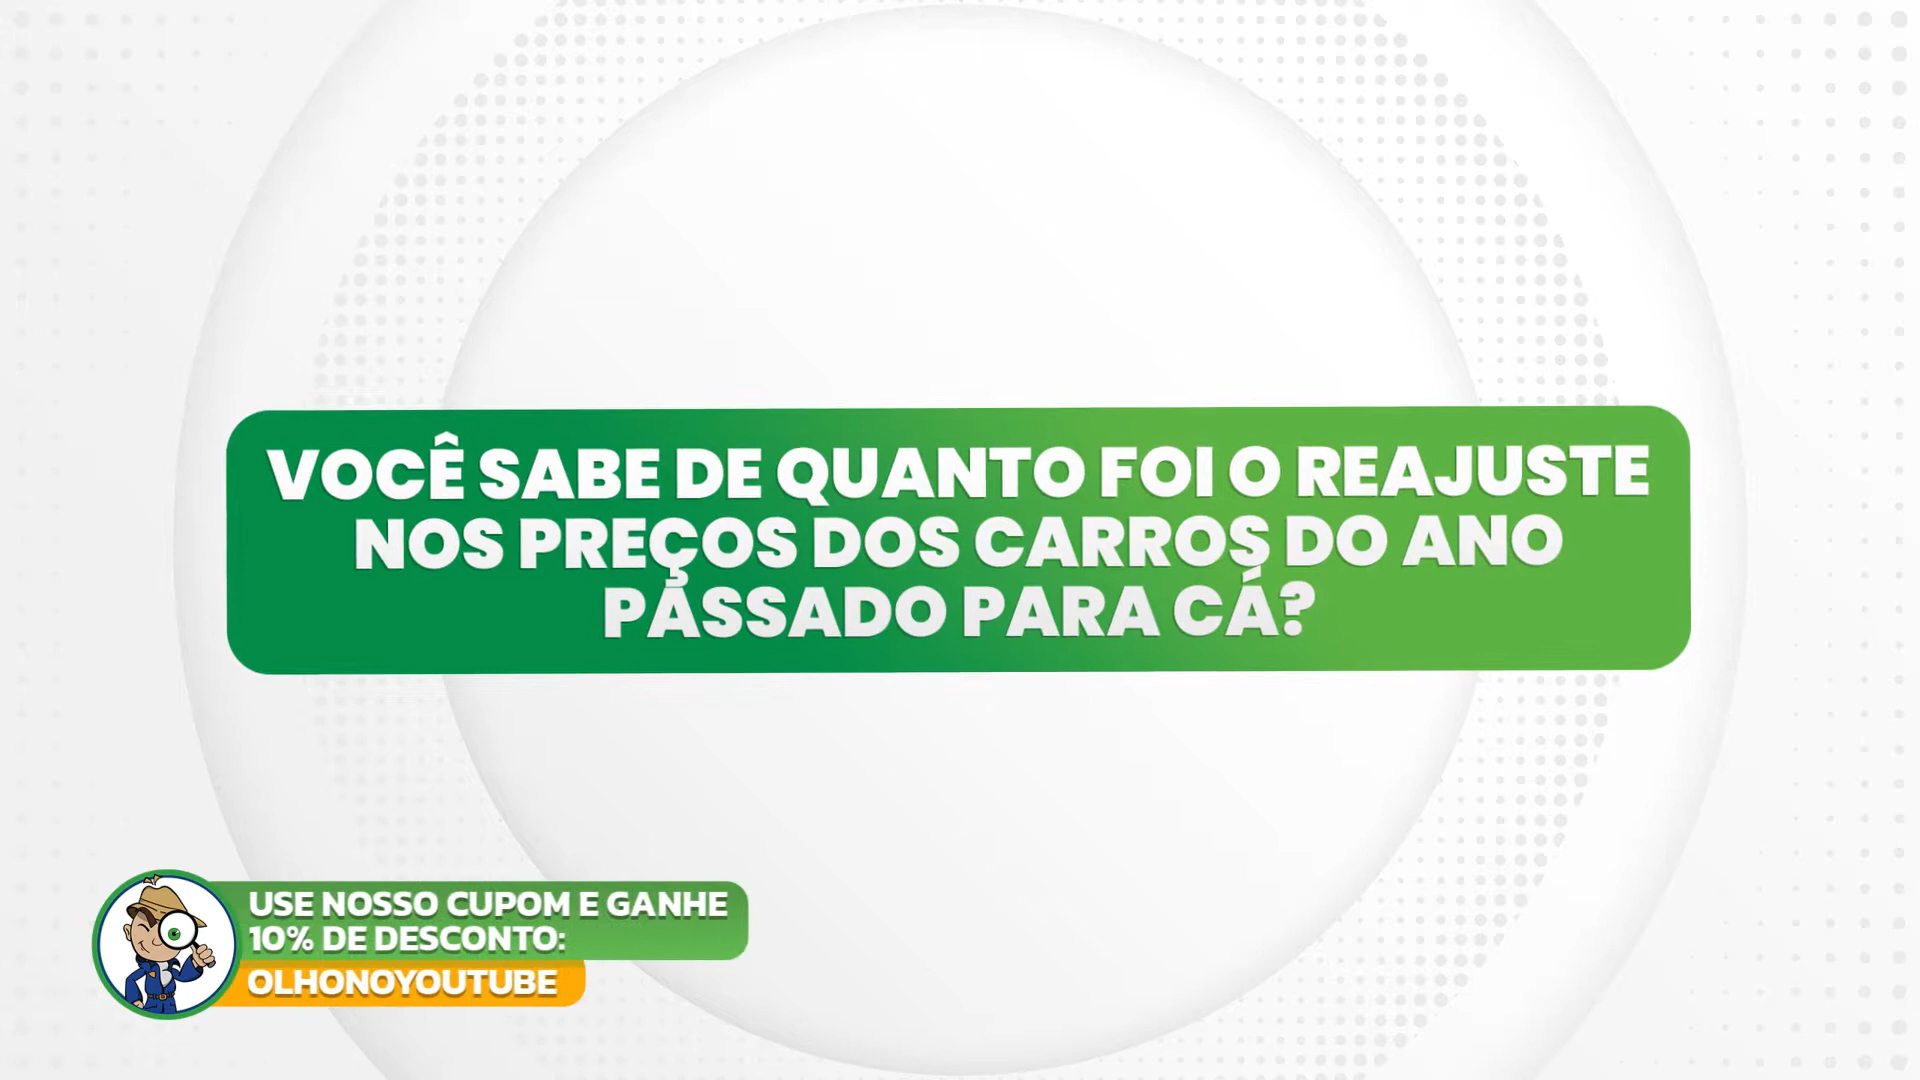 VOCÊ SABE DE QUANTO FOI O REAJUSTE
NOS PREÇOS DOS CARROS DO ANO
PASSADO PARA CÁ?
USE NOSSO CUPOM E GANHE
10% DE DESCONTO:
OLHONOYOUTUBE